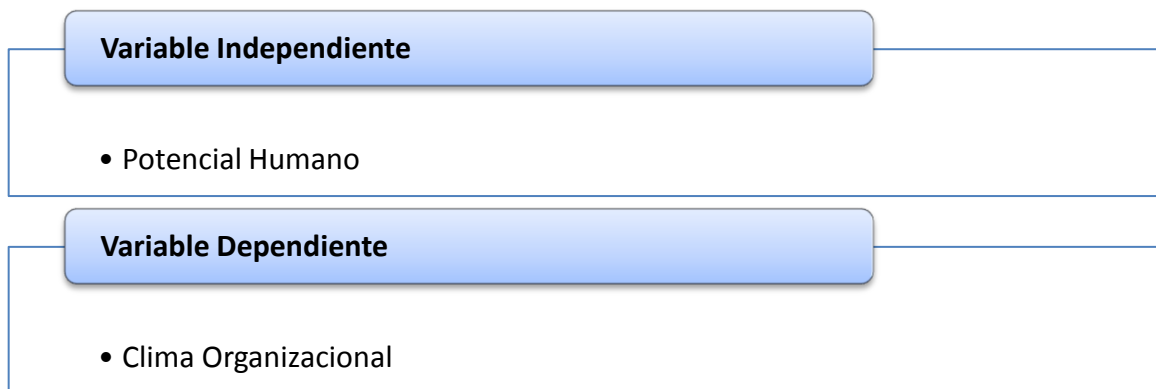 Variable Independiente
• Potencial Humano
Variable Dependiente
• Clima Organizacional